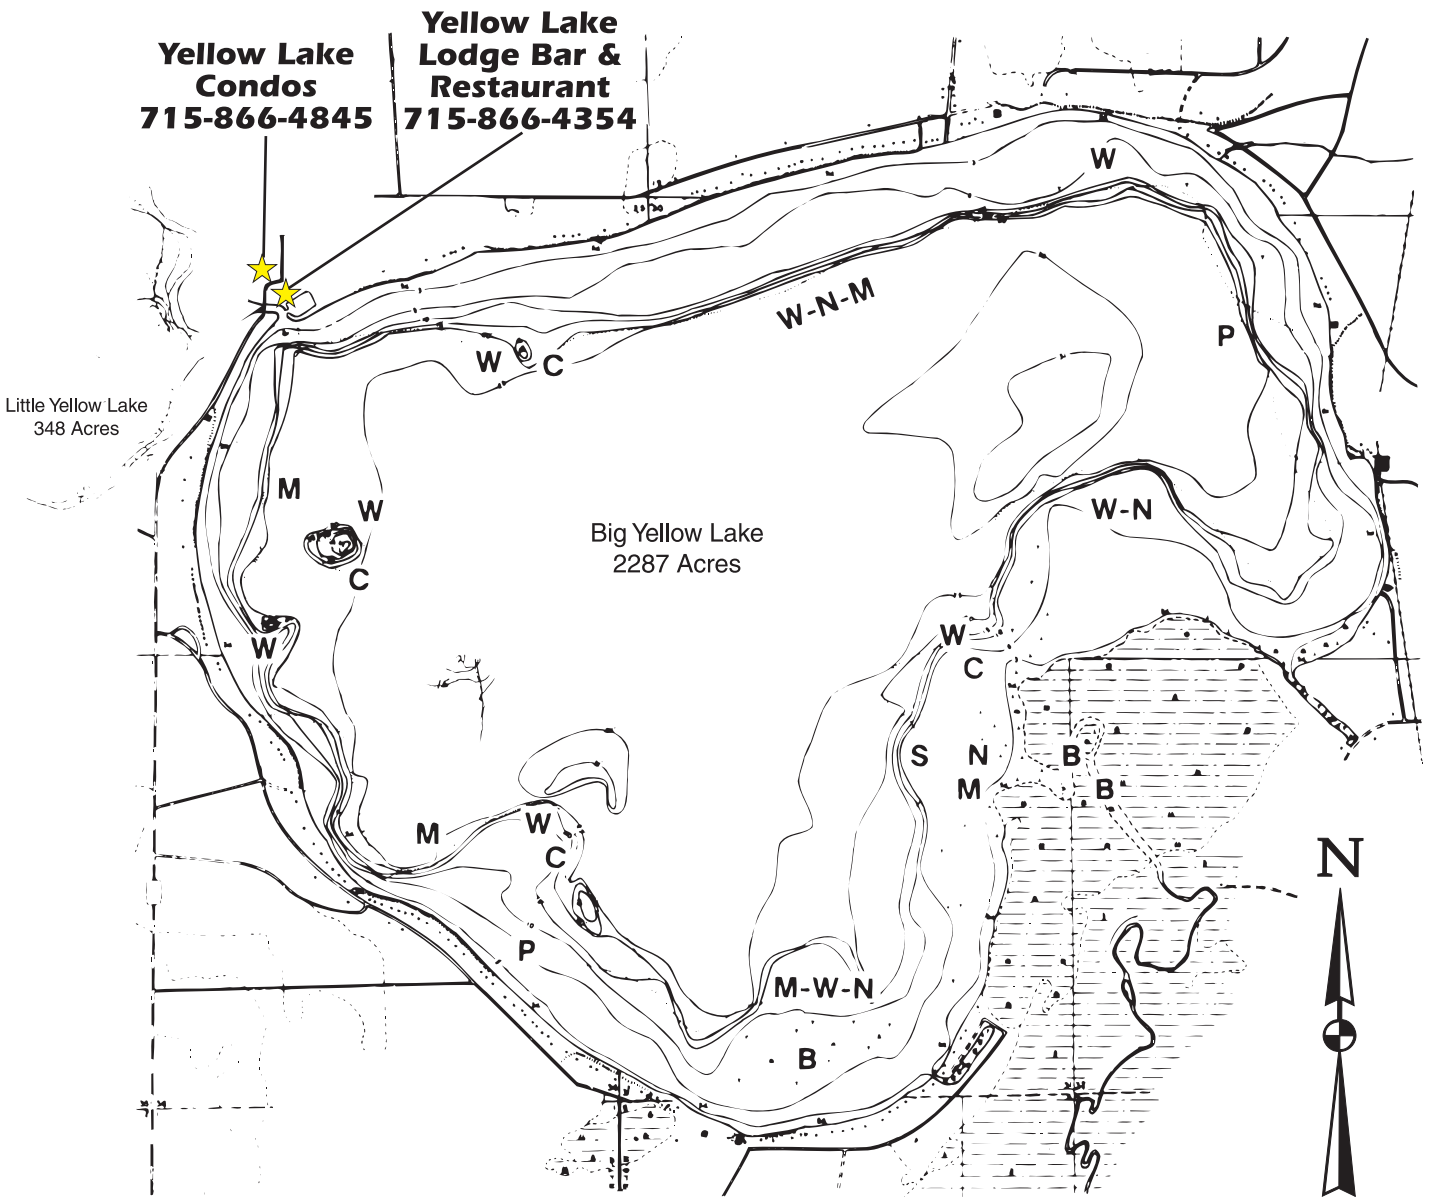 Yellow Lake
Condos
715-866-4845
Yellow Lake
Lodge Bar &
Restaurant
715-866-4354
W
W-N-M
P
W
C
Little Yellow Lake
348 Acres
M
W
W-N
Big Yellow Lake
2287 Acres
C
W
W
C
S
N
B
M
B
M
W
C
N
P
M-W-N
B